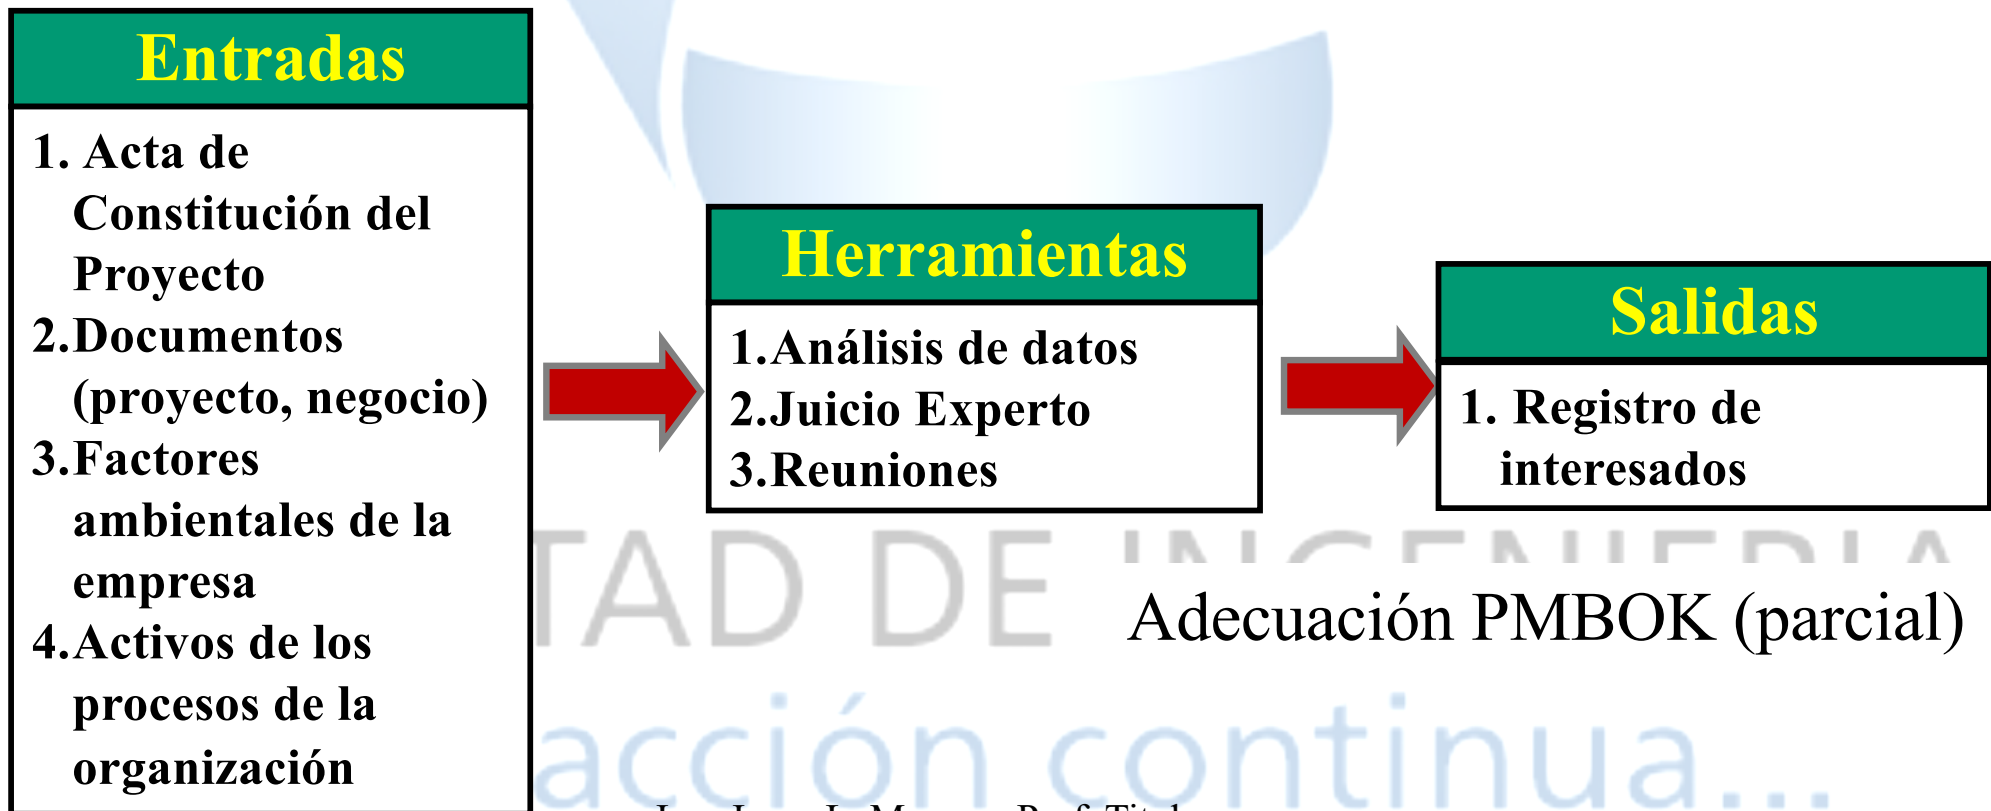 Entradas
1. Acta de
Constitución del
Proyecto
2.Documentos
(proyecto, negocio)
3.Factores
ambientales de la
empresa
4.Activos de los
procesos de la
organización
Herramientas
1.Análisis de datos
2.Juicio Experto
3.Reuniones
Salidas
1. Registro de
interesados
TAD DE INGENIERIA
Adecuación PMBOK (parcial)
acción continua...